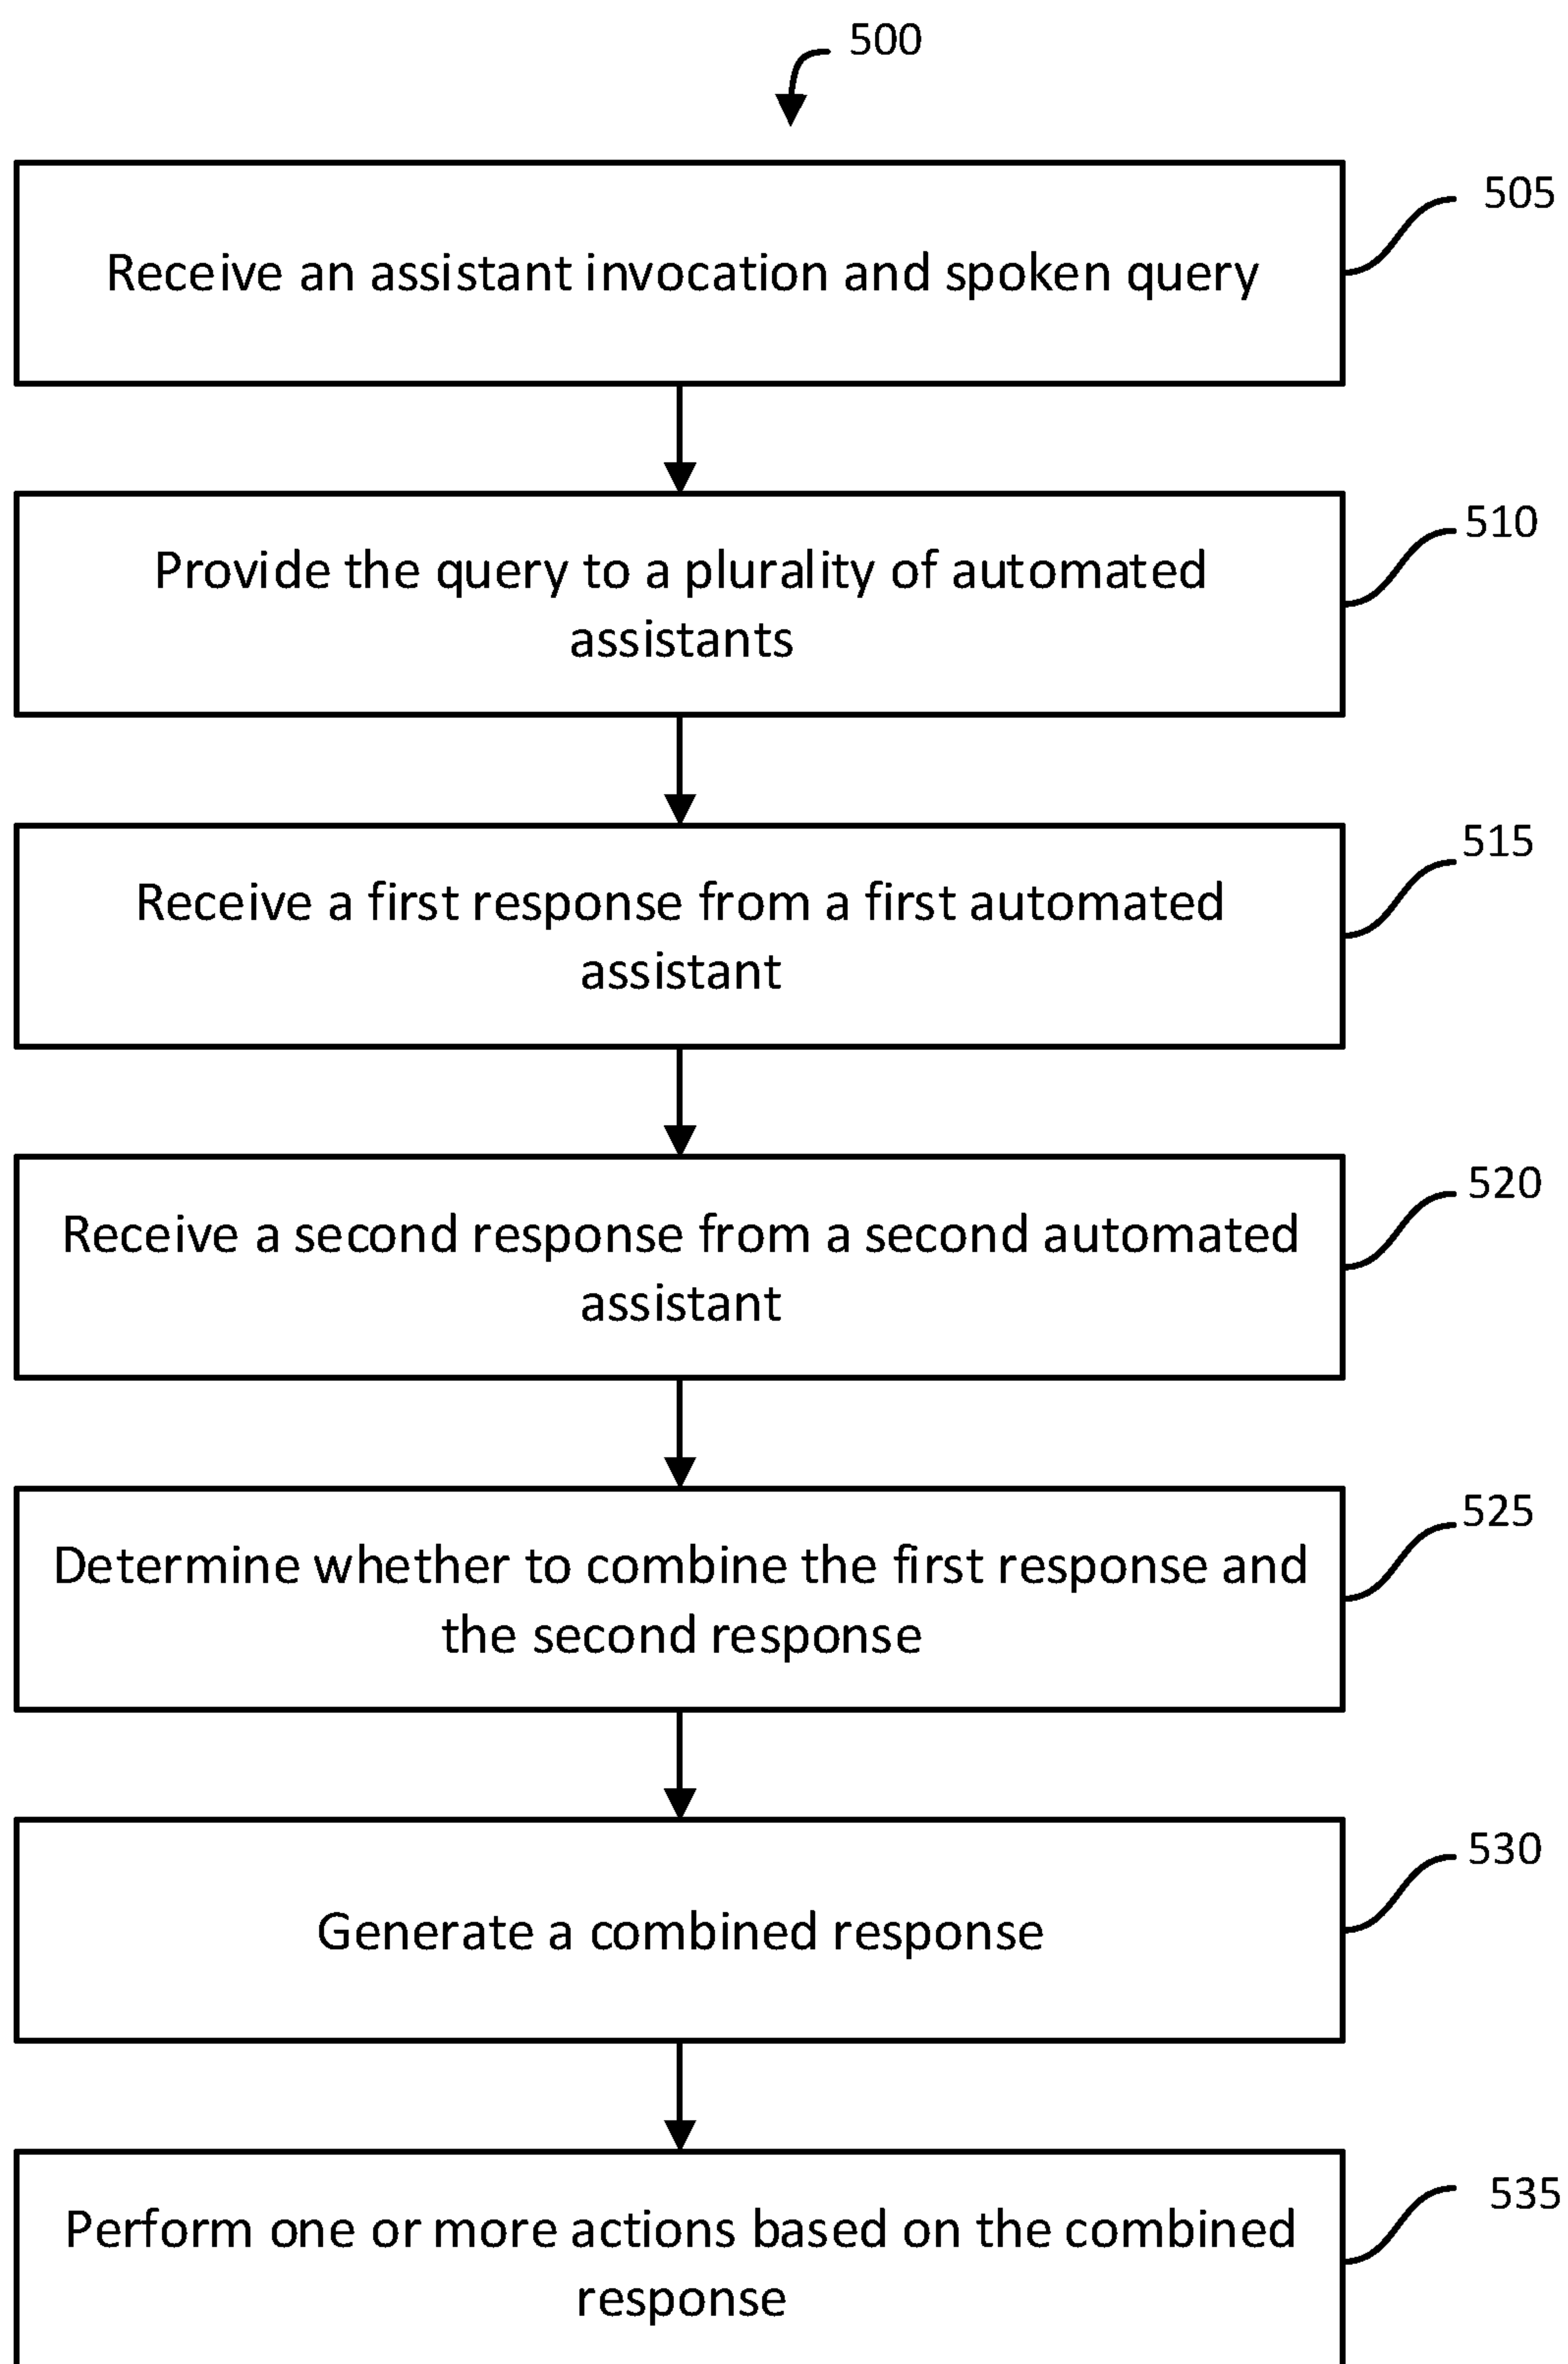 500
Receive an assistant invocation and spoken query
505
Provide the query to a plurality of automated
assistants
510
Receive a first response from a first automated
assistant
515
Receive a second response from a second automated
assistant
520
Determine whether to combine the first response and
the second response
525
Generate a combined response
530
Perform one or more actions based on the combined
response
535